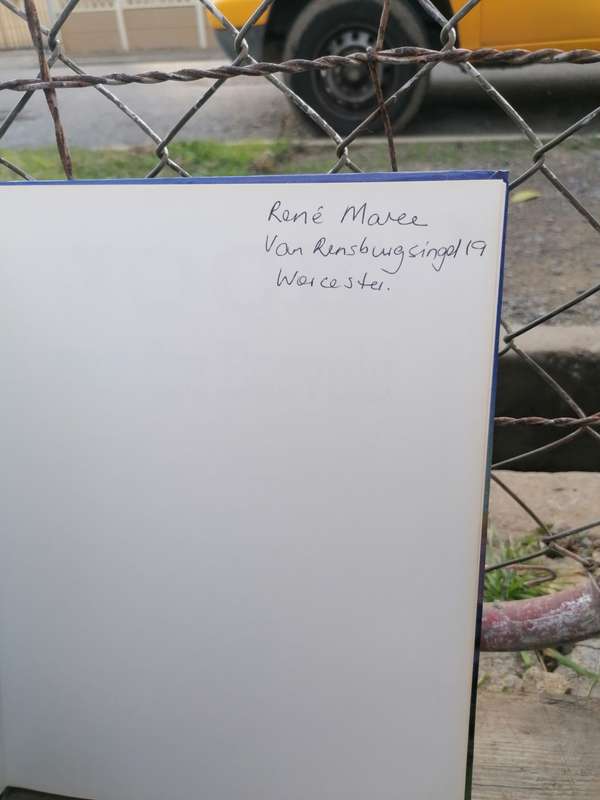 René Maree
Van Rensburgsingel 19
Worcester.